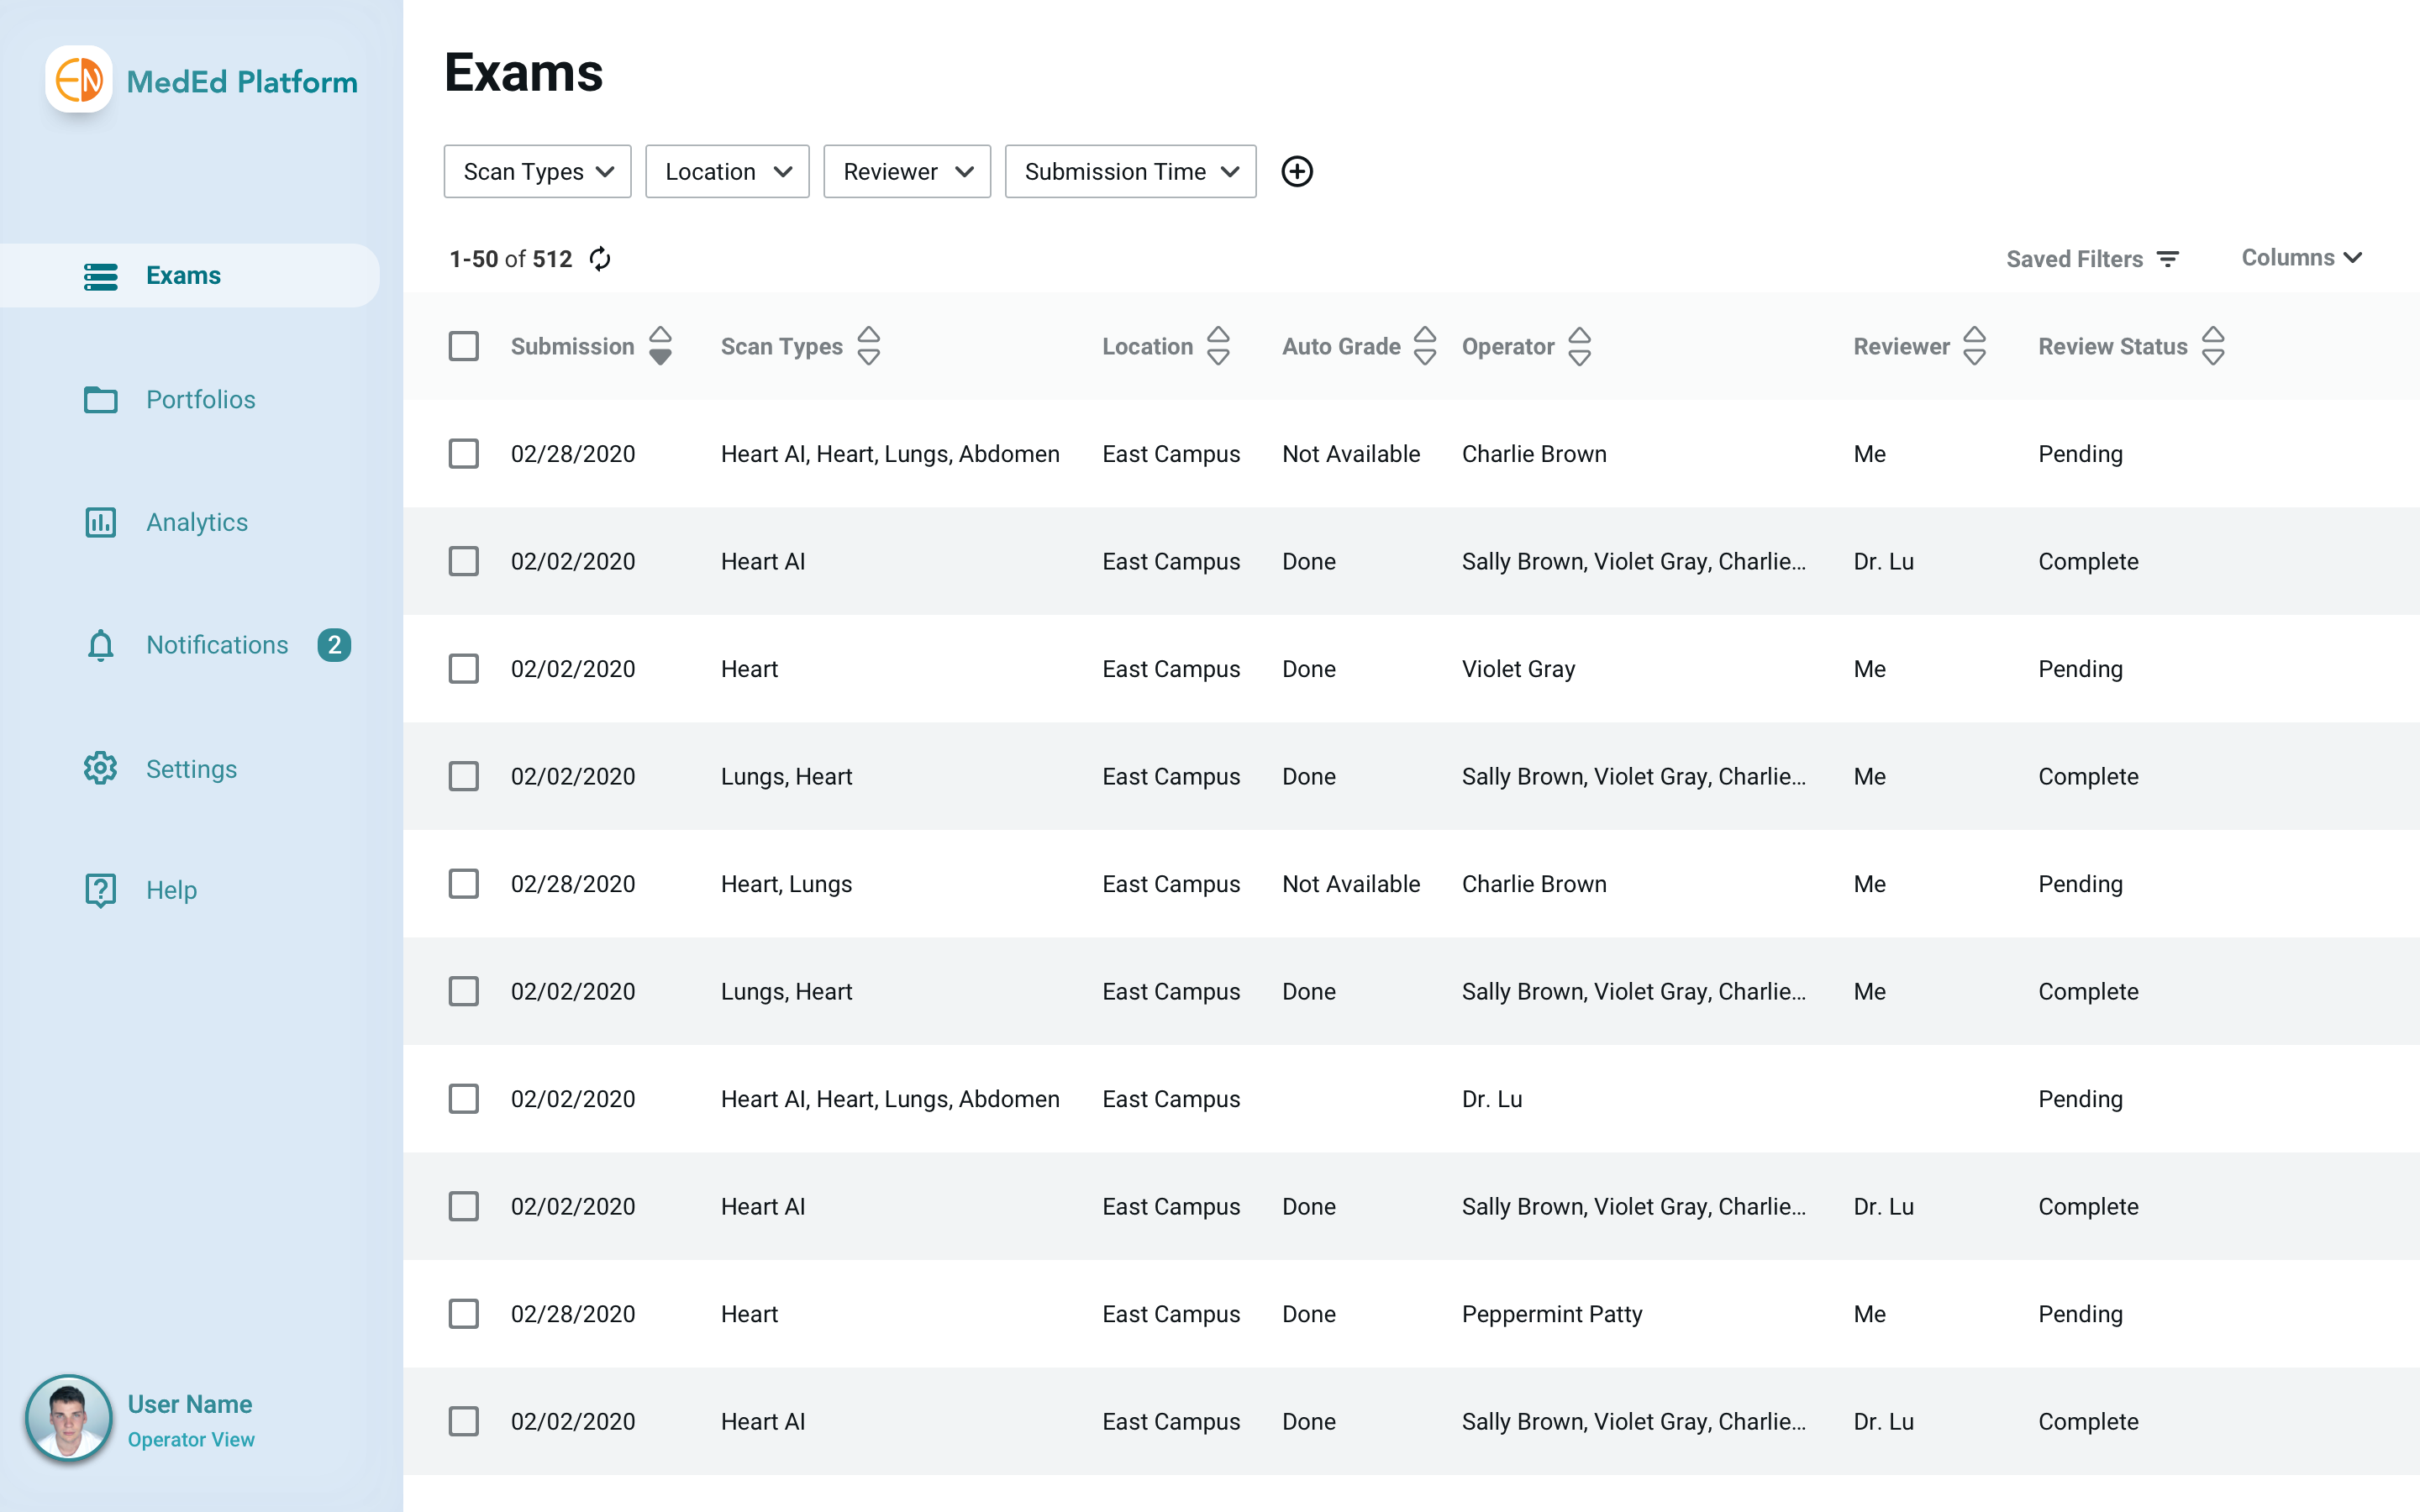 EN MedEd Platform
Exams
Portfolios
Analytics
Notifications 2
Settings
Help
User Name
Operator View
Exams
Scan Types Location Reviewer Submission Time
1-50 of 512 Saved Filters Columns
Submission Scan Types Location Auto Grade Operator Reviewer Review Status
02/28/2020 Heart AI, Heart, Lungs, Abdomen East Campus Not Available Charlie Brown Me Pending
02/02/2020 Heart AI East Campus Done Sally Brown, Violet Gray, Charlie... Dr. Lu Complete
02/02/2020 Heart East Campus Done Violet Gray Me Pending
02/02/2020 Lungs, Heart East Campus Done Sally Brown, Violet Gray, Charlie... Me Complete
02/28/2020 Heart, Lungs East Campus Not Available Charlie Brown Me Pending
02/02/2020 Lungs, Heart East Campus Done Sally Brown, Violet Gray, Charlie... Me Complete
02/02/2020 Heart AI, Heart, Lungs, Abdomen East Campus Dr. Lu Pending
02/02/2020 Heart AI East Campus Done Sally Brown, Violet Gray, Charlie... Dr. Lu Complete
02/28/2020 Heart East Campus Done Peppermint Patty Me Pending
02/02/2020 Heart AI East Campus Done Sally Brown, Violet Gray, Charlie... Dr. Lu Complete